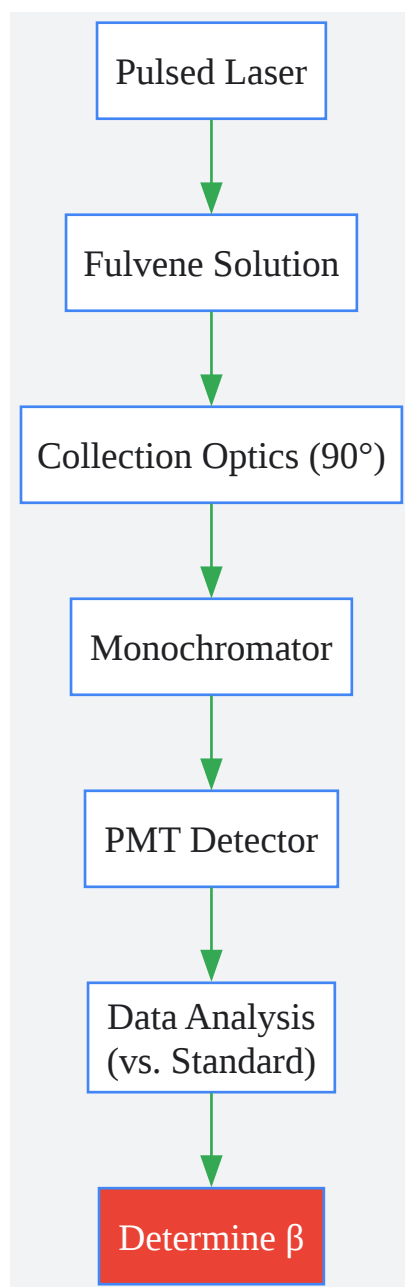 Pulsed Laser
Fulvene Solution
Collection Optics (90°)
Monochromator
PMT Detector
Data Analysis
(vs. Standard)
Determine β